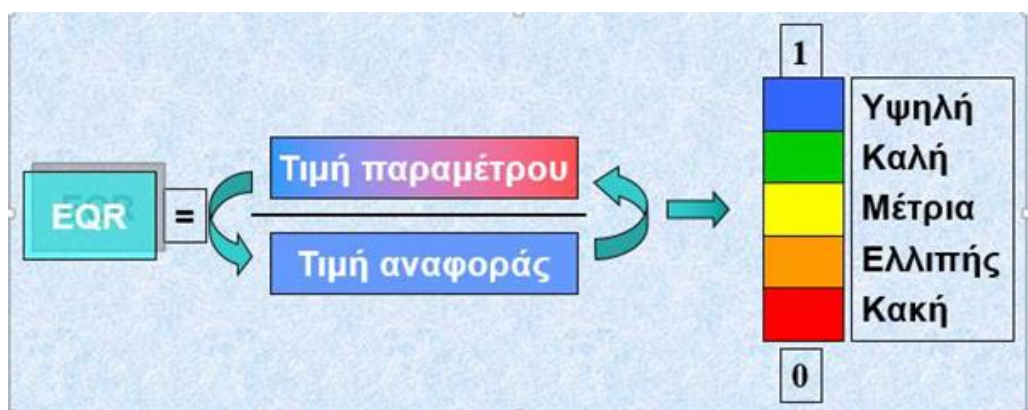 EQR
=
Τιμή παραμέτρου
Τιμή αναφοράς
1
Υψηλή
Καλή
Μέτρια
Ελλιπής
Κακή
0